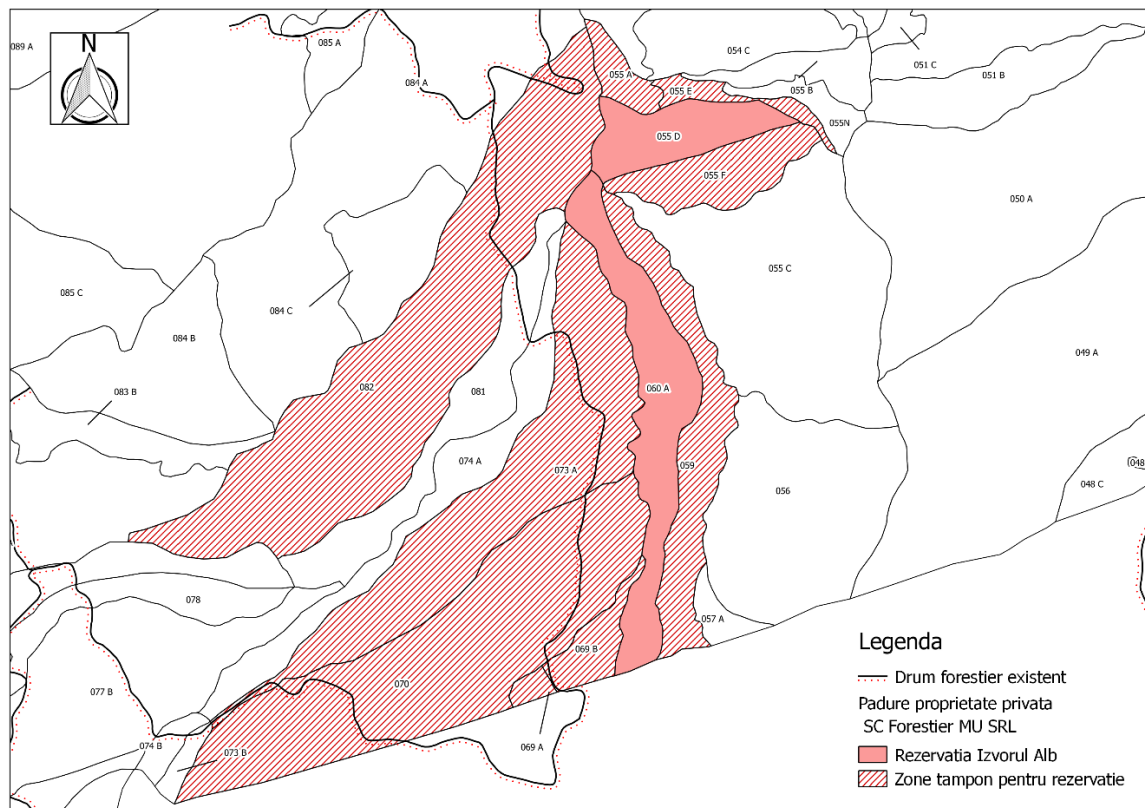 N
089 A
085 A
084 A
054 C
051 C
051 B
055 A
055 E
055 B
055N
055 D
055 F
050 A
085 C
084 C
084 B
055 C
049 A
083 B
082
081
060 A
074 A
073 A
059
056
048 C
(048
078
057 A
069 B
070
077 B
074 B
073 B
069 A
Legenda
Drum forestier existent
Padure proprietate privata
SC Forestier MU SRL
Rezervatia Izvorul Alb
Zone tampon pentru rezervatie